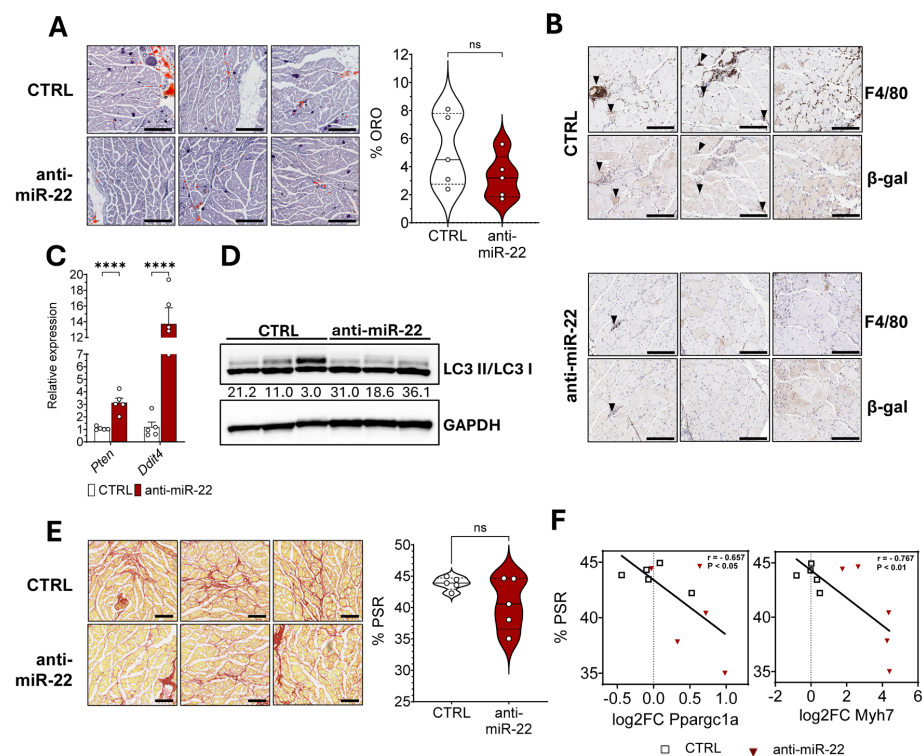 A
CTRL
anti-
miR-22
% ORO
12
10
8
6
4
2
0
ns
CTRL
anti-
miR-22
B
CTRL
F4/80
β-gal
anti-miR-22
F4/80
β-gal
C
Relative expression
**** ****
20
18
16
14
12
10
5
4
3
2
1
0
Pten
Ddit4
CTRL anti-miR-22
D
CTRL anti-miR-22
LC3 II/LC3 I
21.2 11.0 3.0 31.0 18.6 36.1
GAPDH
E
CTRL
anti-
miR-22
% PSR
45
40
35
30
25
ns
CTRL
anti-
miR-22
F
% PSR
r = - 0.657
P < 0.05
45
40
35
-1.0 -0.5 0.0 0.5 1.0 1.5
log2FC Ppargc1a
r = - 0.767
P < 0.01
45
40
35
-2 0 2 4 6
log2FC Myh7
CTRL anti-miR-22